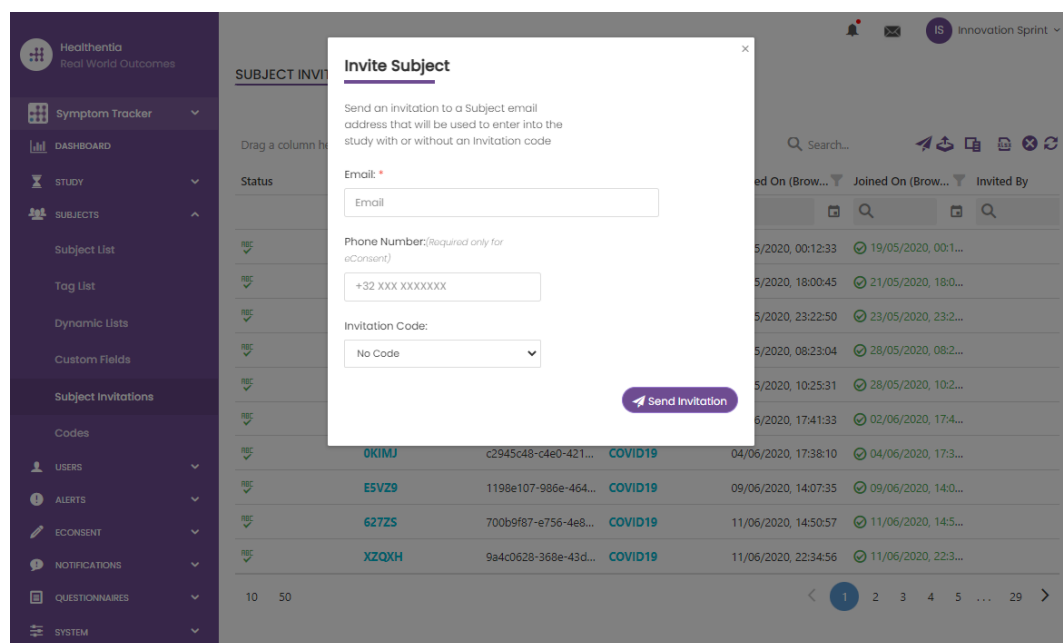 Healthentia
Real World Outcomes
IS Innovation Sprint
SUBJECT INVIT
Symptom Tracker
DASHBOARD
STUDY
SUBJECTS
Subject List
Tag List
Dynamic Lists
Custom Fields
Subject Invitations
Codes
USERS
ALERTS
ECONSENT
NOTIFICATIONS
QUESTIONNAIRES
SYSTEM
Invite Subject
Send an invitation to a Subject email
address that will be used to enter into the
study with or without an Invitation code
Email: *
Email
Phone Number:(Required only for
eConsent)
+32 XXX XXXXXXX
Invitation Code:
No Code
Send Invitation
Drag a column he
Search...
Status
ed On (Brow... Joined On (Brow... Invited By
5/2020, 00:12:33 19/05/2020, 00:1...
5/2020, 18:00:45 21/05/2020, 18:0...
5/2020, 23:22:50 23/05/2020, 23:2...
5/2020, 08:23:04 28/05/2020, 08:2...
5/2020, 10:25:31 28/05/2020, 10:2...
6/2020, 17:41:33 02/06/2020, 17:4...
0KIMJ c2945c48-c4e0-421... COVID19 04/06/2020, 17:38:10 04/06/2020, 17:3...
E5VZ9 1198e107-986e-464... COVID19 09/06/2020, 14:07:35 09/06/2020, 14:0...
627ZS 700b9f87-e756-4e8... COVID19 11/06/2020, 14:50:57 11/06/2020, 14:5...
XZQXH 9a4c0628-368e-43d... COVID19 11/06/2020, 22:34:56 11/06/2020, 22:3...
10 50
1 2 3 4 5 ... 29